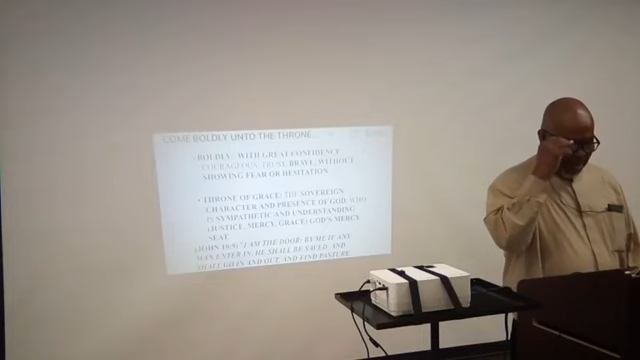 COME BOLDLY UNTO THE THRONE...
• BOLDLY: WITH GREAT CONFIDENCE
COURAGEOUS, TRUST, BRAVE, WITHOUT
SHOWING FEAR OR HESITATION
• THRONE OF GRACE: THE SOVEREIGN
CHARACTER AND PRESENCE OF GOD, WHO
IS SYMPATHETIC AND UNDERSTANDING
(JUSTICE, MERCY, GRACE) GOD'S MERCY
SEAT
(JOHN 10:9) "I AM THE DOOR: BY ME IF ANY
MAN ENTER IN, HE SHALL BE SAVED, AND
SHALL GO IN AND OUT, AND FIND PASTURE